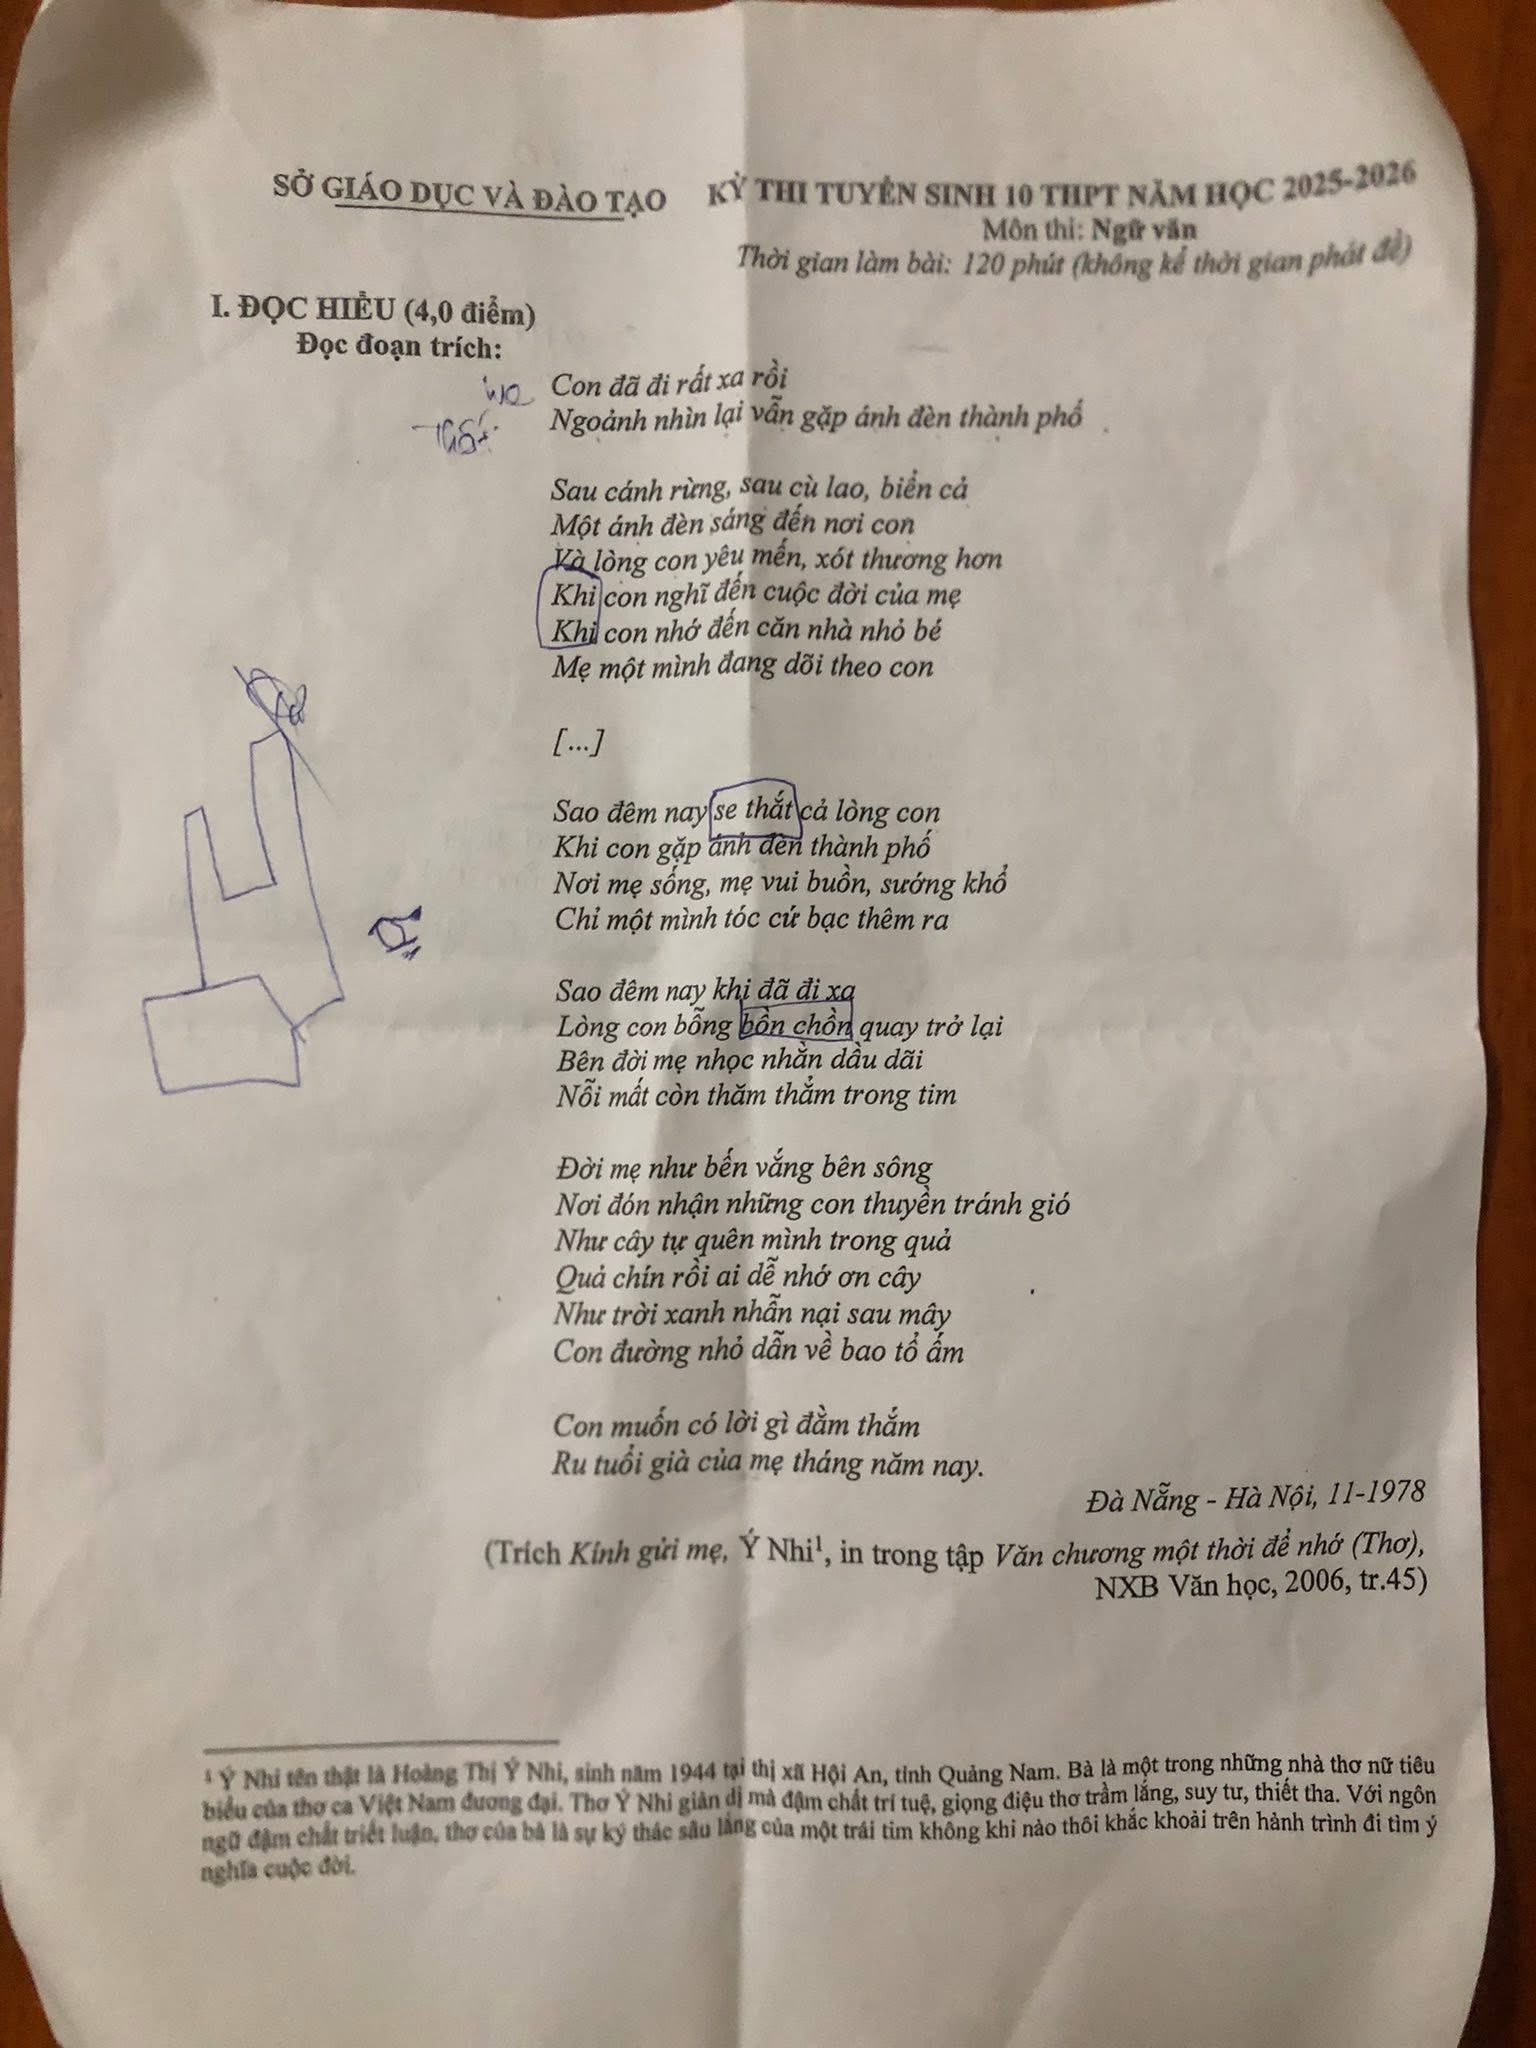 SỞ GIÁO DỤC VÀ ĐÀO TẠO
KỲ THI TUYỂN SINH 10 THPT NĂM HỌC 2025-2026
Môn thi: Ngữ văn
Thời gian làm bài: 120 phút (không kể thời gian phát đề)
I. ĐỌC HIỂU (4,0 điểm)
Đọc đoạn trích:
Con đã đi rất xa rồi
Ngoảnh nhìn lại vẫn gặp ánh đèn thành phố
Sau cánh rừng, sau cù lao, biển cả
Một ánh đèn sáng đến nơi con
Và lòng con yêu mến, xót thương hơn
Khi con nghĩ đến cuộc đời của mẹ
Khi con nhớ đến căn nhà nhỏ bé
Mẹ một mình đang dõi theo con
[...]
Sao đêm nay se thắt cả lòng con
Khi con gặp ánh đèn thành phố
Nơi mẹ sống, mẹ vui buồn, sướng khổ
Chỉ một mình tóc cứ bạc thêm ra
Sao đêm nay khi đã đi xa
Lòng con bỗng bồn chồn quay trở lại
Bên đời mẹ nhọc nhằn dầu dãi
Nỗi mất còn thăm thẳm trong tim
Đời mẹ như bến vắng bên sông
Nơi đón nhận những con thuyền tránh gió
Như cây tự quên mình trong quả
Quả chín rồi ai dễ nhớ ơn cây
Như trời xanh nhẫn nại sau mây
Con đường nhỏ dẫn về bao tổ ấm
Con muốn có lời gì đằm thắm
Ru tuổi già của mẹ tháng năm nay.
Đà Nẵng - Hà Nội, 11-1978
(Trích Kính gửi mẹ, Ý Nhi¹, in trong tập Văn chương một thời để nhớ (Thơ),
NXB Văn học, 2006, tr.45)
¹ Ý Nhi tên thật là Hoàng Thị Ý Nhi, sinh năm 1944 tại thị xã Hội An, tỉnh Quảng Nam. Bà là một trong những nhà thơ nữ tiêu
biểu của thơ ca Việt Nam đương đại. Thơ Ý Nhi giản dị mà đậm chất trí tuệ, giọng điệu thơ trầm lắng, suy tư, thiết tha. Với ngôn
ngữ đậm chất triết luận, thơ của bà là sự ký thác sâu lắng của một trái tim không khi nào thôi khắc khoải trên hành trình đi tìm ý
nghĩa cuộc đời.